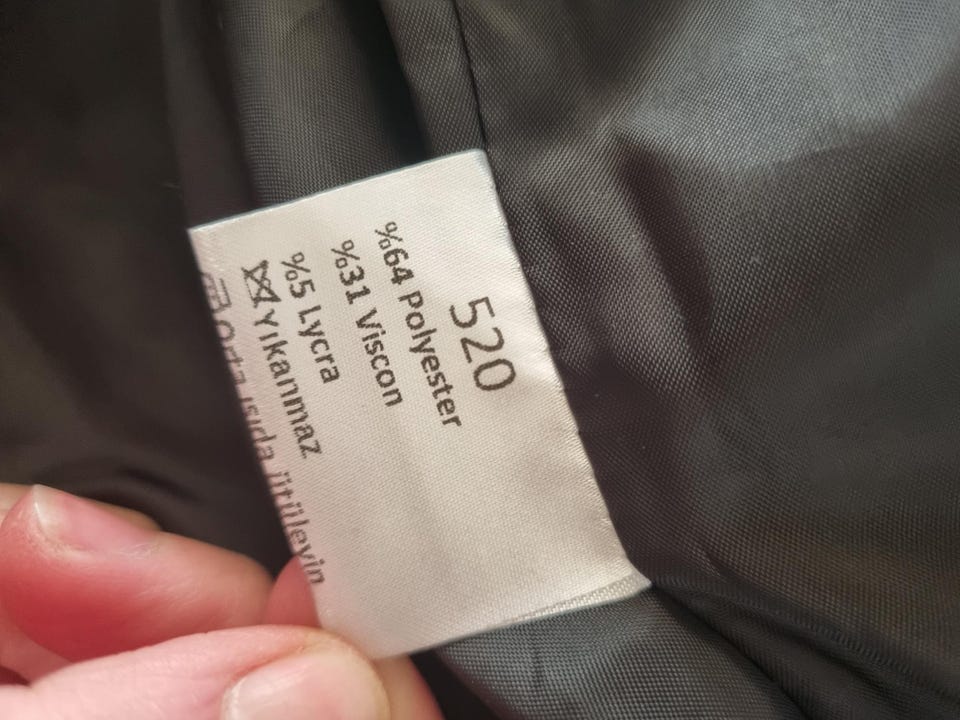 520
%64 Polyester
%31 Viscon
%5 Lycra
Yıkanmaz
Orta ısıda ütüleyin